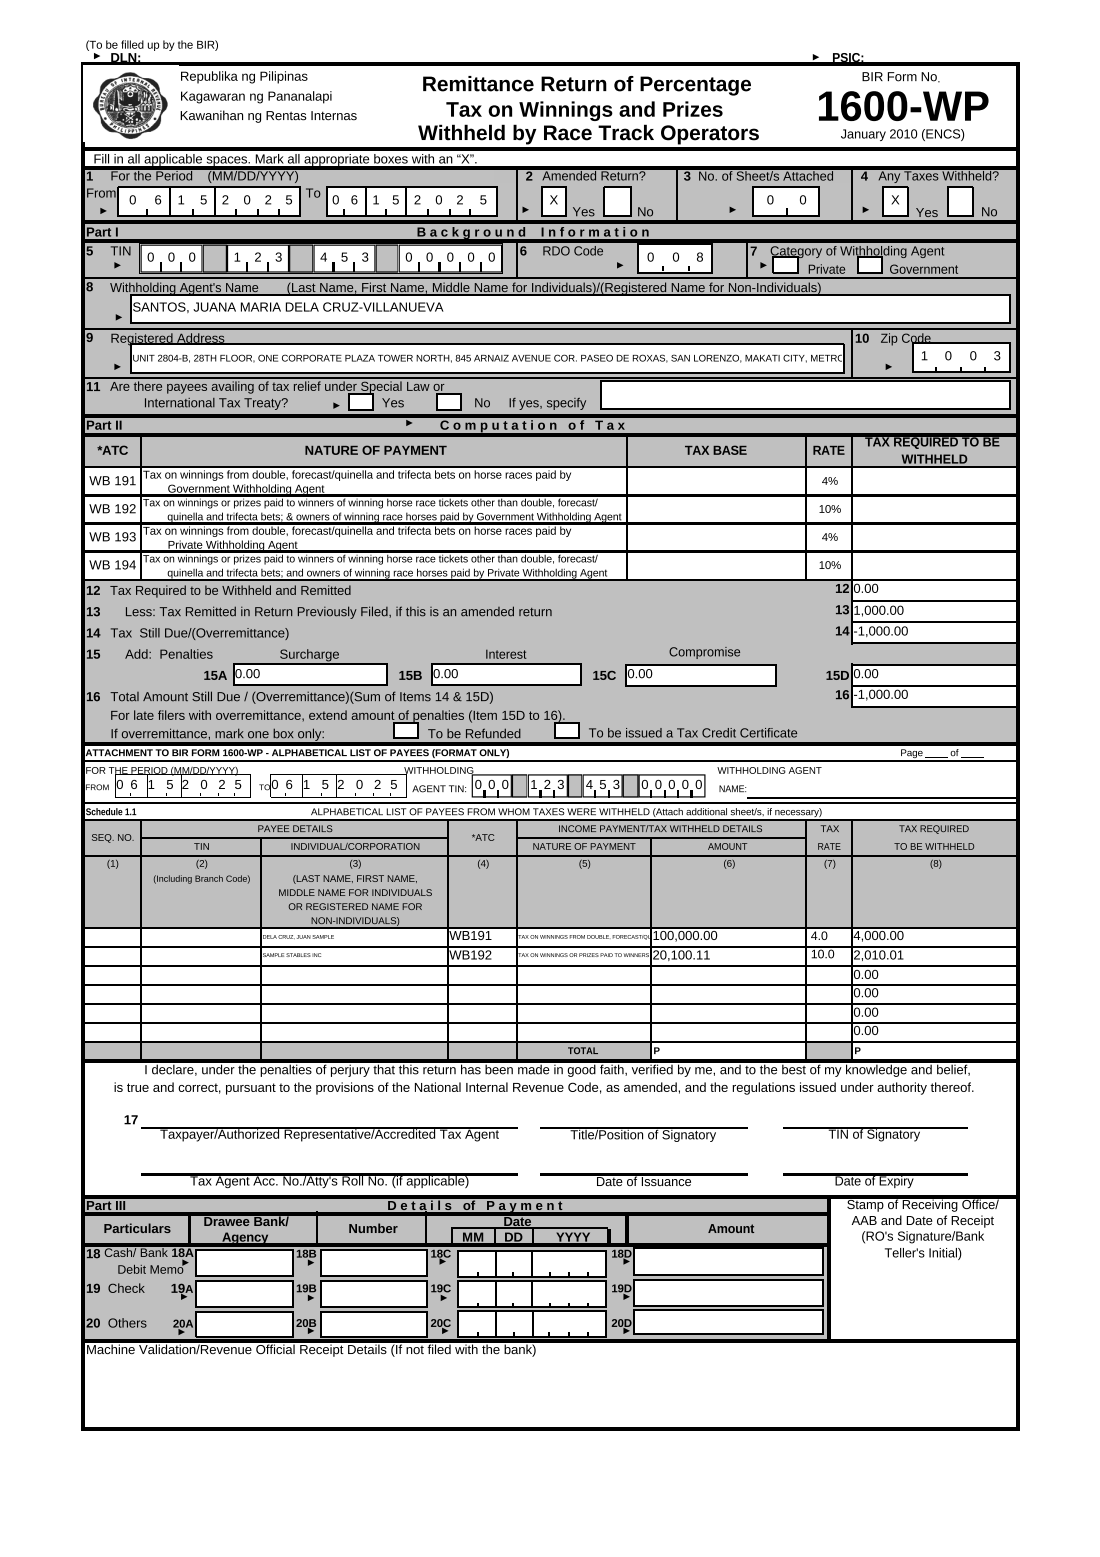 (To be filled up by the BIR)
DLN: PSIC:
Republika ng Pilipinas
Kagawaran ng Pananalapi
Kawanihan ng Rentas Internas
Remittance Return of Percentage
Tax on Winnings and Prizes
Withheld by Race Track Operators
BIR Form No.
1600-WP
January 2010 (ENCS)
Fill in all applicable spaces. Mark all appropriate boxes with an “X”.
1 For the Period (MM/DD/YYYY) 2 Amended Return? 3 No. of Sheet/s Attached 4 Any Taxes Withheld?
From 0 6 1 5 2 0 2 5 To 0 6 1 5 2 0 2 5 X Yes No 0 0 X Yes No
Part I Background Information
5 TIN 0 0 0 1 2 3 4 5 3 0 0 0 0 0 6 RDO Code 0 0 8 7 Category of Withholding Agent
Private Government
8 Withholding Agent's Name (Last Name, First Name, Middle Name for Individuals)/(Registered Name for Non-Individuals)
SANTOS, JUANA MARIA DELA CRUZ-VILLANUEVA
9 Registered Address 10 Zip Code
UNIT 2804-B, 28TH FLOOR, ONE CORPORATE PLAZA TOWER NORTH, 845 ARNAIZ AVENUE COR. PASEO DE ROXAS, SAN LORENZO, MAKATI CITY, METRO 1 0 0 3
11 Are there payees availing of tax relief under Special Law or
International Tax Treaty? Yes No If yes, specify
Part II Computation of Tax
*ATC NATURE OF PAYMENT TAX BASE RATE TAX REQUIRED TO BE WITHHELD
WB 191 Tax on winnings from double, forecast/quinella and trifecta bets on horse races paid by
Government Withholding Agent 4%
WB 192 Tax on winnings or prizes paid to winners of winning horse race tickets other than double, forecast/
quinella and trifecta bets; & owners of winning race horses paid by Government Withholding Agent 10%
WB 193 Tax on winnings from double, forecast/quinella and trifecta bets on horse races paid by
Private Withholding Agent 4%
WB 194 Tax on winnings or prizes paid to winners of winning horse race tickets other than double, forecast/
quinella and trifecta bets; and owners of winning race horses paid by Private Withholding Agent 10%
12 Tax Required to be Withheld and Remitted 12 0.00
13 Less: Tax Remitted in Return Previously Filed, if this is an amended return 13 1,000.00
14 Tax Still Due/(Overremittance) 14 -1,000.00
15 Add: Penalties Surcharge Interest Compromise
15A 0.00 15B 0.00 15C 0.00 15D 0.00
16 Total Amount Still Due / (Overremittance)(Sum of Items 14 & 15D) 16 -1,000.00
For late filers with overremittance, extend amount of penalties (Item 15D to 16).
If overremittance, mark one box only: To be Refunded To be issued a Tax Credit Certificate
ATTACHMENT TO BIR FORM 1600-WP - ALPHABETICAL LIST OF PAYEES (FORMAT ONLY) Page ____ of ____
FOR THE PERIOD (MM/DD/YYYY) WITHHOLDING WITHHOLDING AGENT
FROM 0 6 1 5 2 0 2 5 TO 0 6 1 5 2 0 2 5 AGENT TIN: 0 0 0 1 2 3 4 5 3 0 0 0 0 0 NAME:
Schedule 1.1 ALPHABETICAL LIST OF PAYEES FROM WHOM TAXES WERE WITHHELD (Attach additional sheet/s, if necessary)
SEQ. NO. PAYEE DETAILS *ATC INCOME PAYMENT/TAX WITHHELD DETAILS TAX TAX REQUIRED
TIN INDIVIDUAL/CORPORATION NATURE OF PAYMENT AMOUNT RATE TO BE WITHHELD
(1) (2) (3) (4) (5) (6) (7) (8)
(Including Branch Code) (LAST NAME, FIRST NAME,
MIDDLE NAME FOR INDIVIDUALS
OR REGISTERED NAME FOR
NON-INDIVIDUALS)
DELA CRUZ, JUAN SAMPLE WB191 TAX ON WINNINGS FROM DOUBLE, FORECAST/QU 100,000.00 4.0 4,000.00
SAMPLE STABLES INC WB192 TAX ON WINNINGS OR PRIZES PAID TO WINNERS 20,100.11 10.0 2,010.01
0.00
0.00
0.00
0.00
TOTAL P P
I declare, under the penalties of perjury that this return has been made in good faith, verified by me, and to the best of my knowledge and belief,
is true and correct, pursuant to the provisions of the National Internal Revenue Code, as amended, and the regulations issued under authority thereof.
17
Taxpayer/Authorized Representative/Accredited Tax Agent Title/Position of Signatory TIN of Signatory
Tax Agent Acc. No./Atty's Roll No. (if applicable) Date of Issuance Date of Expiry
Part III Details of Payment
Particulars Drawee Bank/ Agency Number Date MM DD YYYY Amount
Stamp of Receiving Office/
AAB and Date of Receipt
(RO's Signature/Bank
Teller's Initial)
18 Cash/ Bank 18A 18B 18C 18D
Debit Memo
19 Check 19A 19B 19C 19D
20 Others 20A 20B 20C 20D
Machine Validation/Revenue Official Receipt Details (If not filed with the bank)